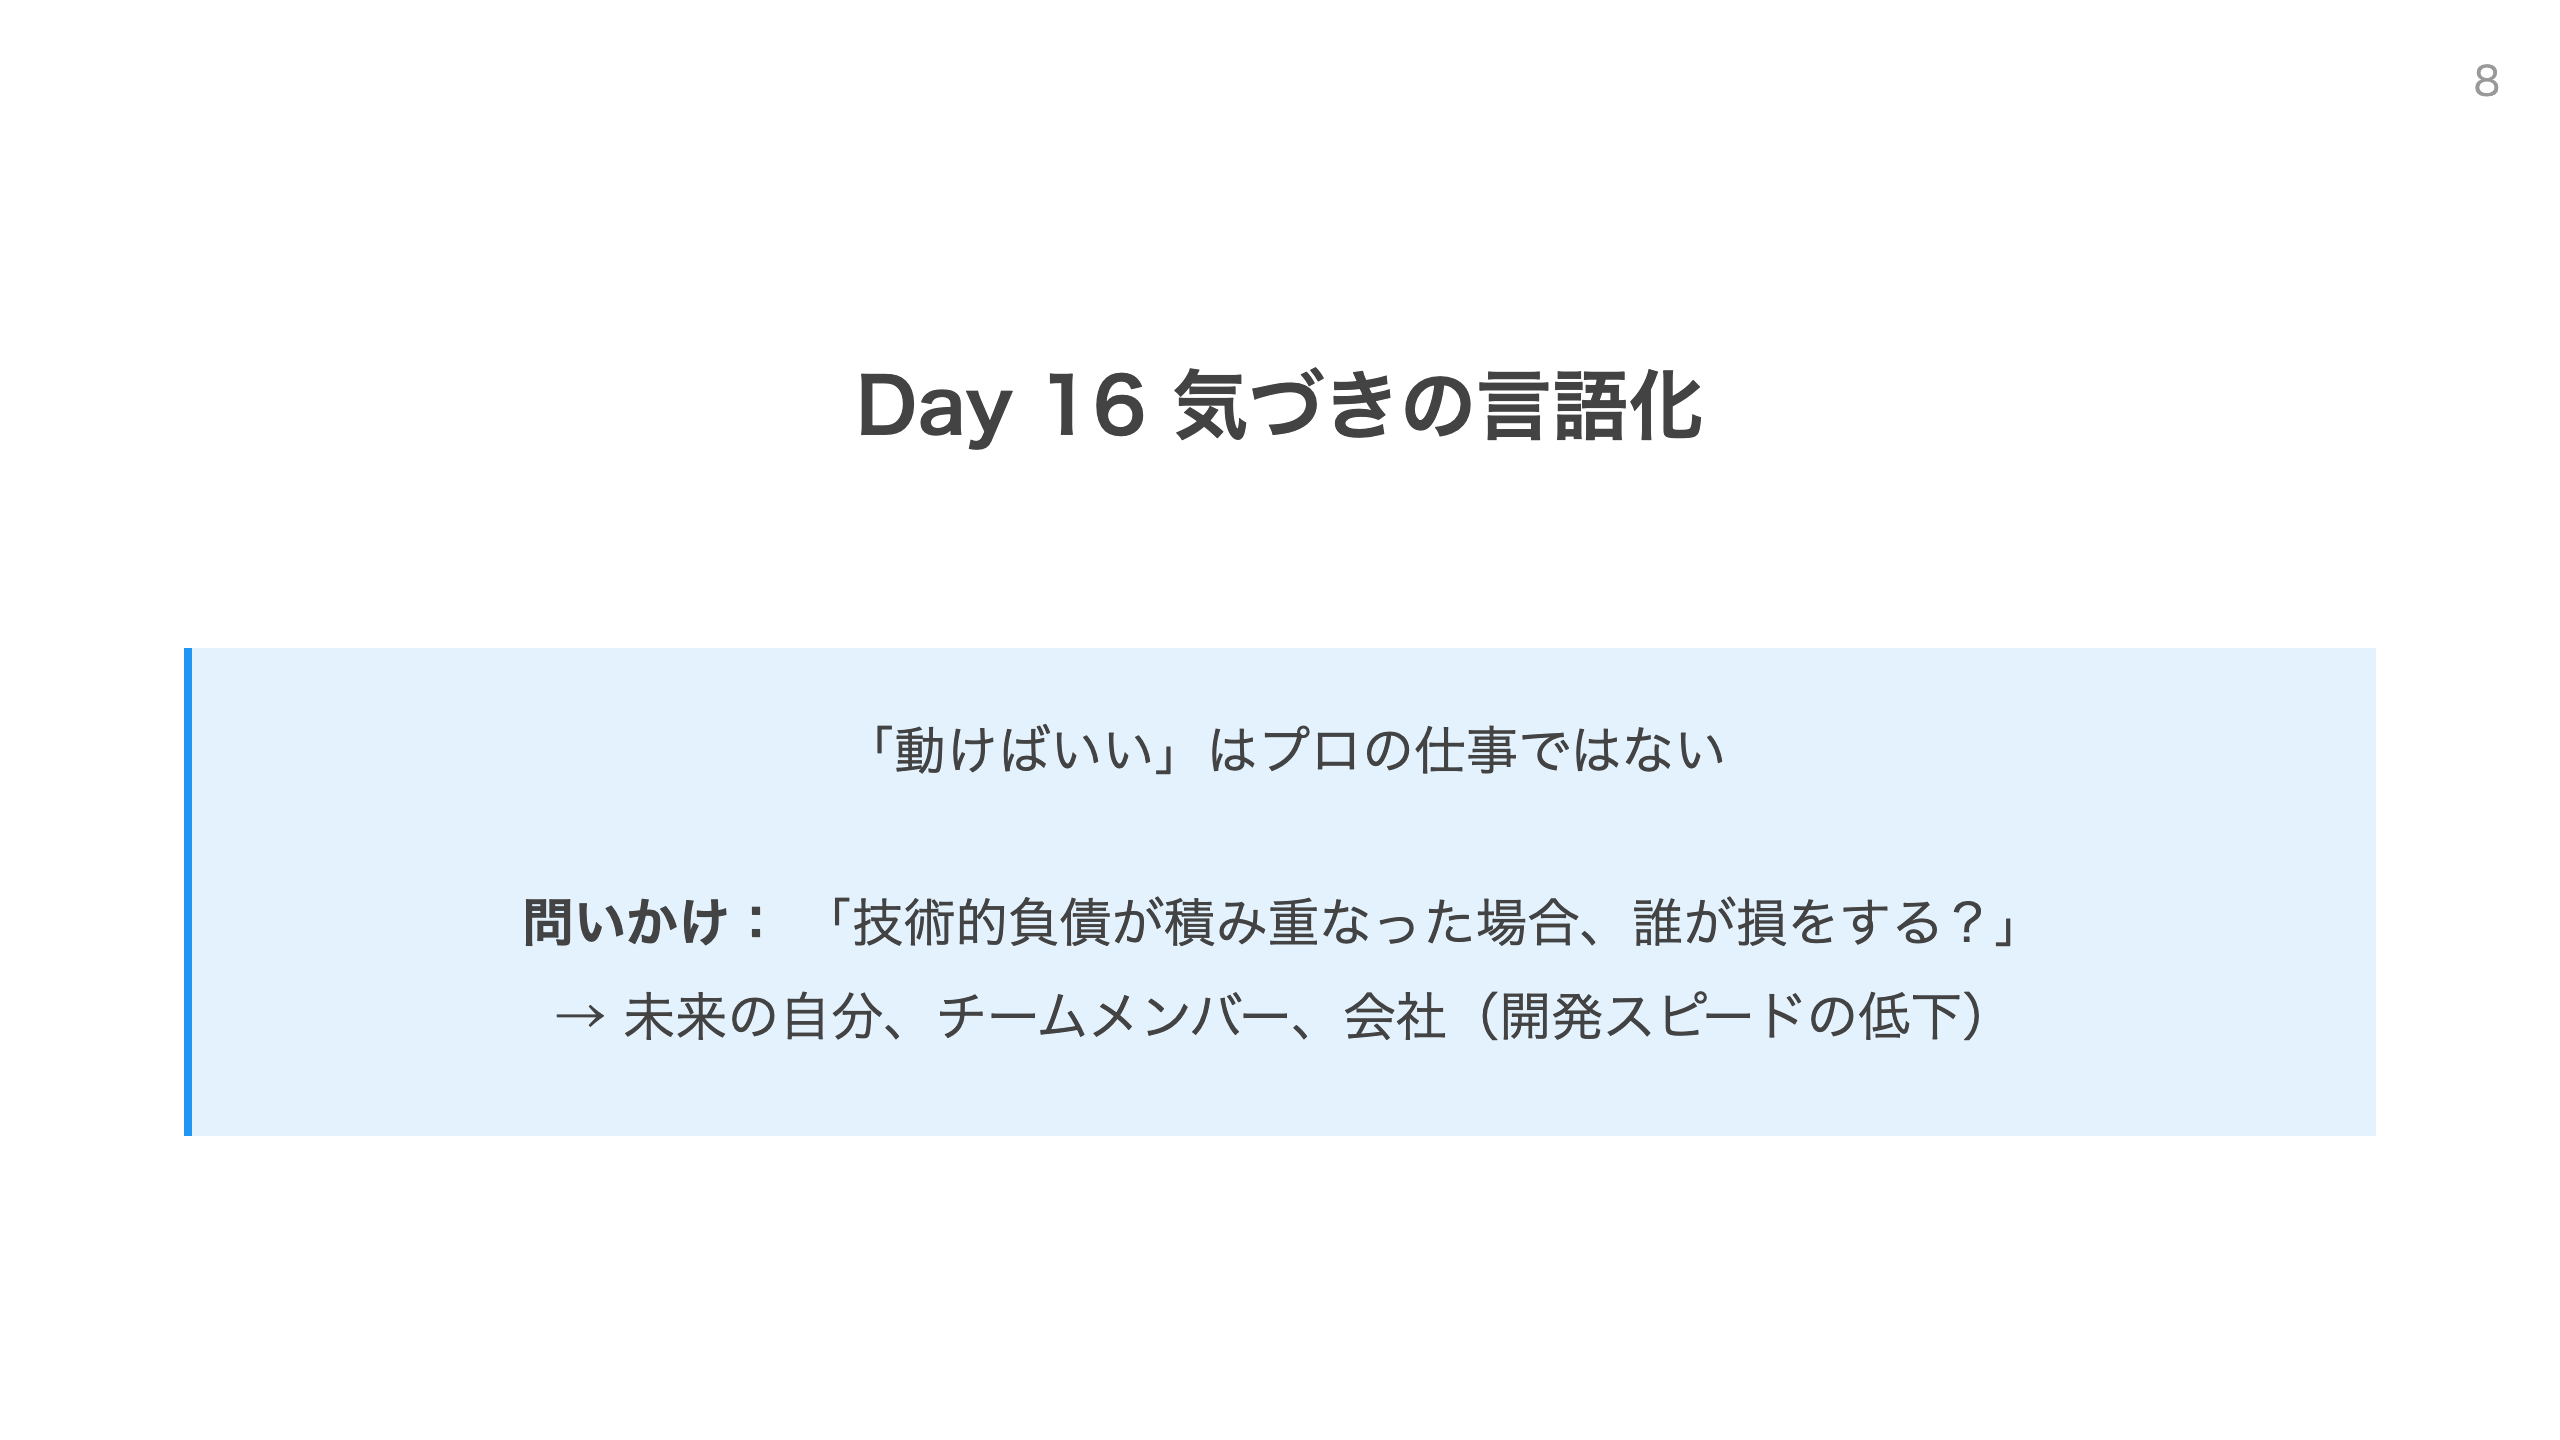 8
Day 16 気づきの言語化
「動けばいい」はプロの仕事ではない
問いかけ： 「技術的負債が積み重なった場合、誰が損をする？」
→ 未来の自分、チームメンバー、会社（開発スピードの低下）